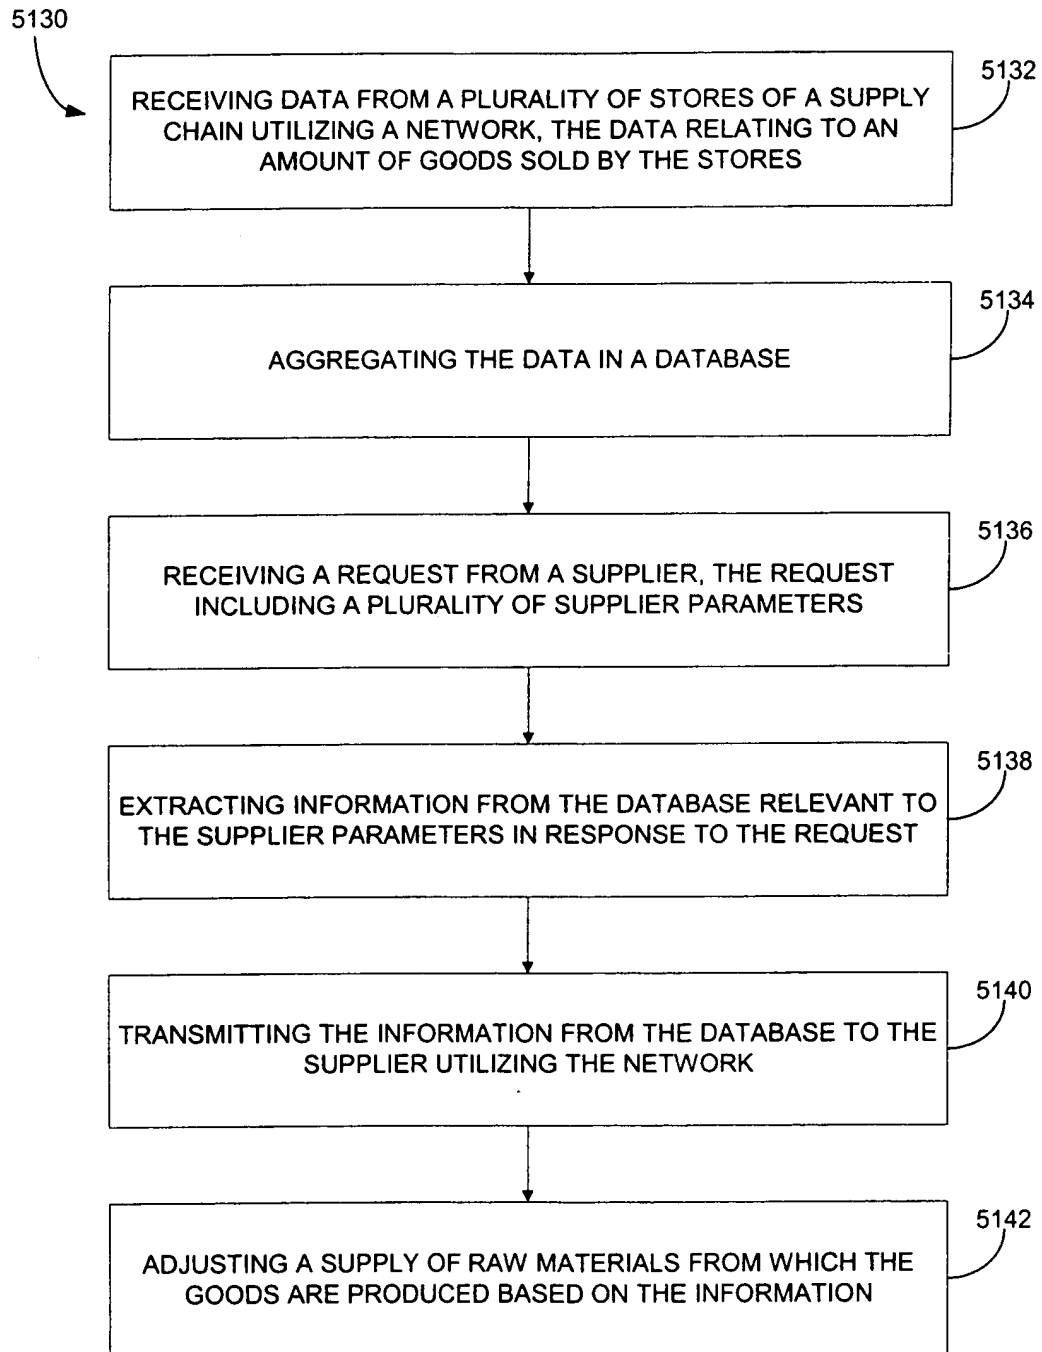 5130
5132
RECEIVING DATA FROM A PLURALITY OF STORES OF A SUPPLY
CHAIN UTILIZING A NETWORK, THE DATA RELATING TO AN
AMOUNT OF GOODS SOLD BY THE STORES
5134
AGGREGATING THE DATA IN A DATABASE
5136
RECEIVING A REQUEST FROM A SUPPLIER, THE REQUEST
INCLUDING A PLURALITY OF SUPPLIER PARAMETERS
5138
EXTRACTING INFORMATION FROM THE DATABASE RELEVANT TO
THE SUPPLIER PARAMETERS IN RESPONSE TO THE REQUEST
5140
TRANSMITTING THE INFORMATION FROM THE DATABASE TO THE
SUPPLIER UTILIZING THE NETWORK
5142
ADJUSTING A SUPPLY OF RAW MATERIALS FROM WHICH THE
GOODS ARE PRODUCED BASED ON THE INFORMATION